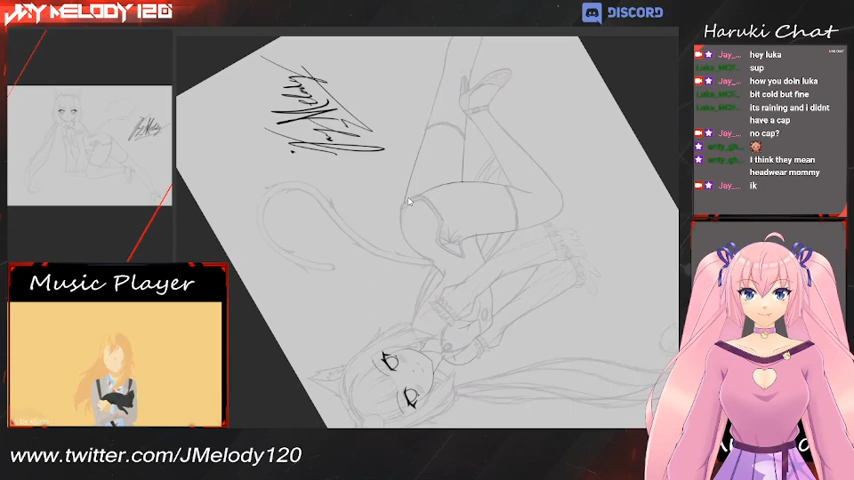 JAY MELODY 120
DISCORD
Haruki Chat
Jay_... hey luka
sup
Jay_... how you doin luka
bit cold but fine
its raining and i didnt
have a cap
Jay_... no cap?
I think they mean
headwear mommy
Jay_... ik
Music Player
www.twitter.com/JMelody120